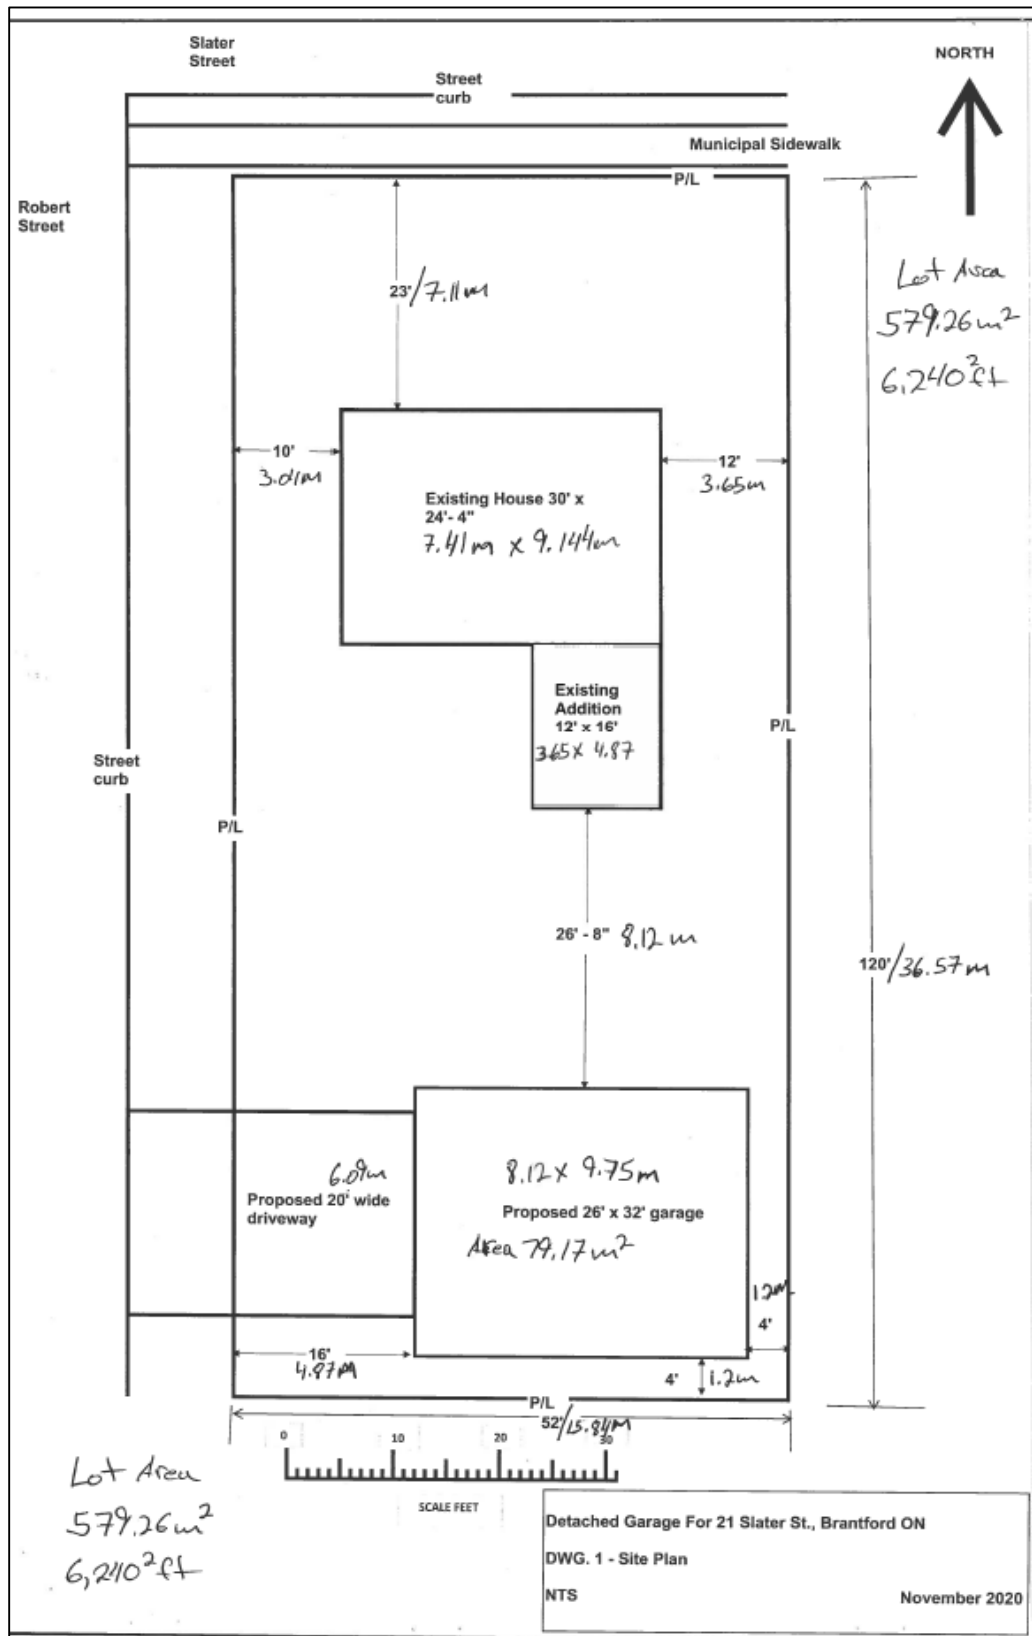 Slater
Street
NORTH
Street
curb
Municipal Sidewalk
P/L
Robert
Street
23'/7.11m
Lot Area
579.26m²
6,240²ft
10'
3.01m
12'
3.65m
Existing House 30' x
24'- 4"
7.41m x 9.144m
Existing
Addition
12' x 16'
365 x 4.87
P/L
Street
curb
P/L
26' - 8" 8.12 m
120'/36.57m
6.09m
Proposed 20' wide
driveway
8.12 x 9.75m
Proposed 26' x 32' garage
Area 79.17m²
1.2m
4'
16'
4.87m
4' 1.2m
P/L
52'/15.84m
0 10 20 30
SCALE FEET
Lot Area
579.26m²
6,240²ft
Detached Garage For 21 Slater St., Brantford ON
DWG. 1 - Site Plan
NTS November 2020